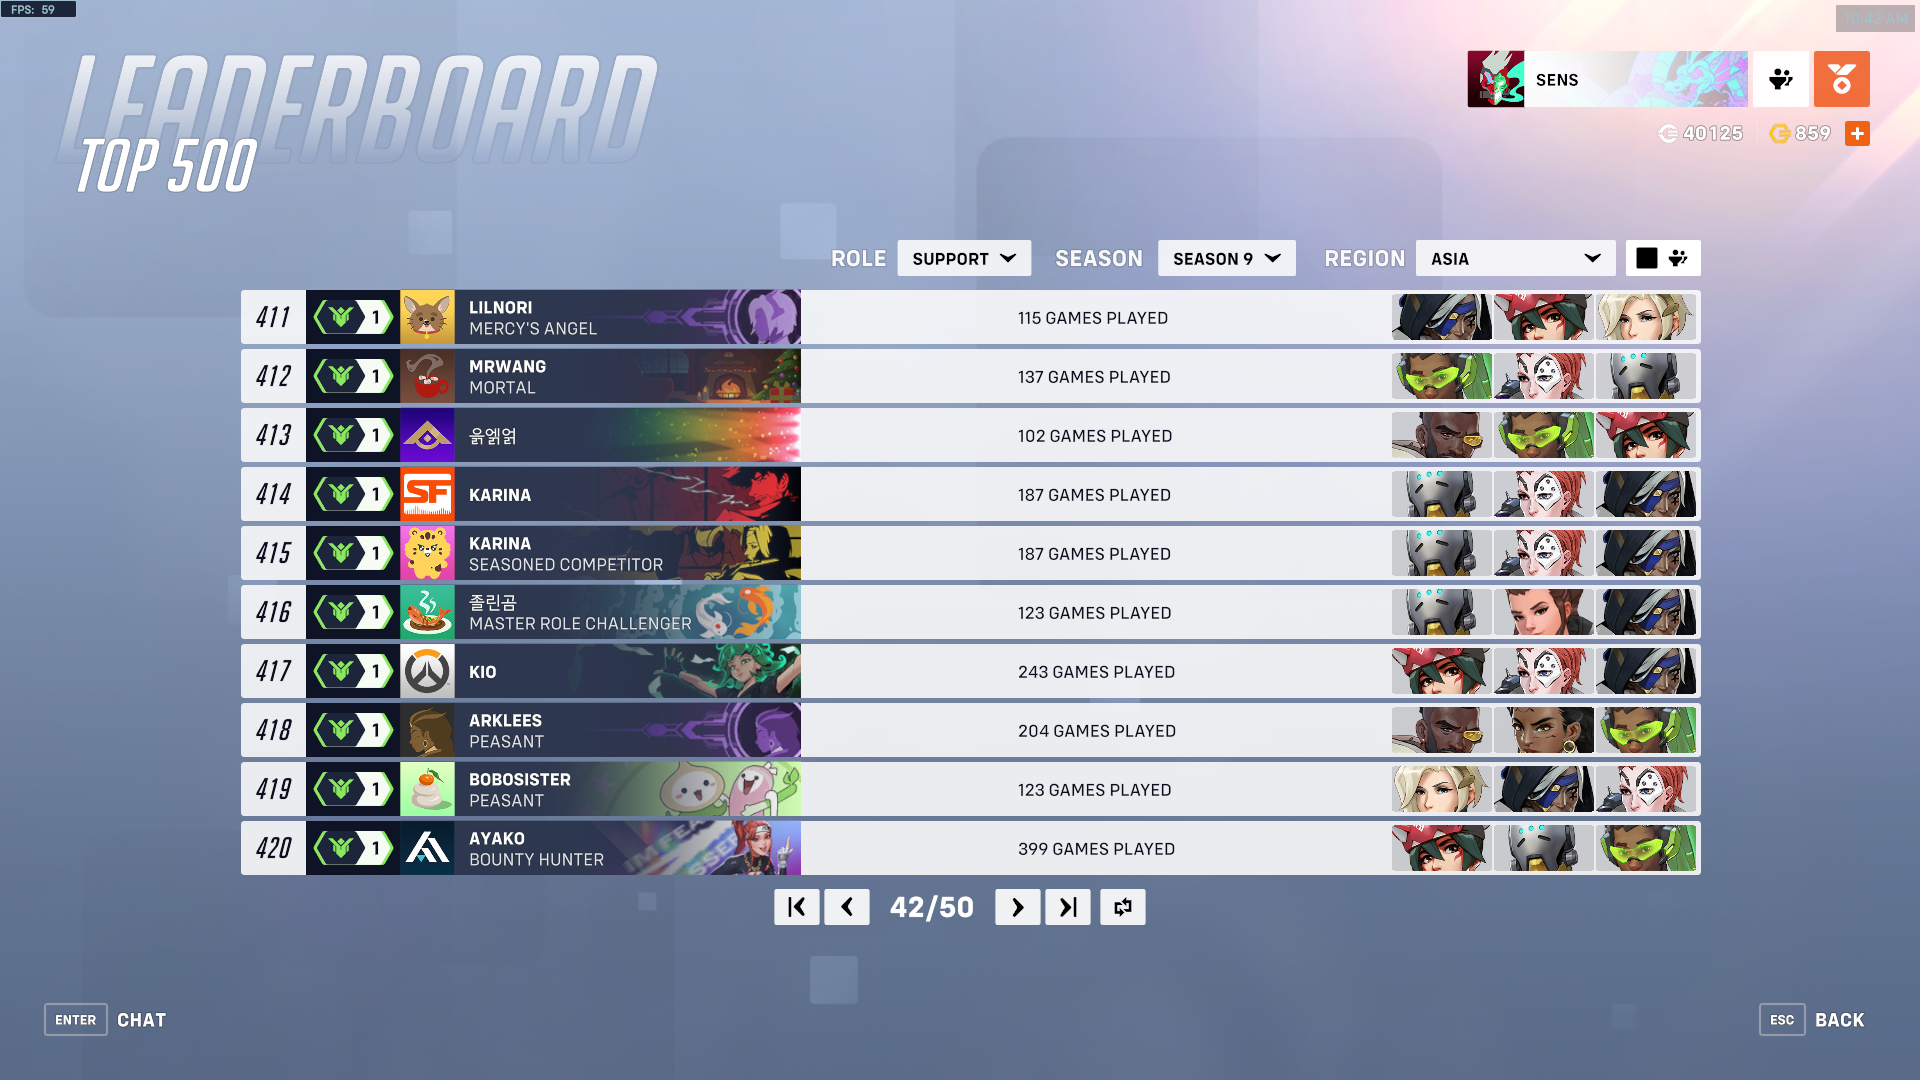 FPS: 59
10:42 AM
LEADERBOARD
TOP 500
SENS
40125
859
ROLE
SUPPORT
SEASON
SEASON 9
REGION
ASIA
411
1
LILNORI
MERCY'S ANGEL
115 GAMES PLAYED
412
1
MRWANG
MORTAL
137 GAMES PLAYED
413
1
102 GAMES PLAYED
414
1
SF
KARINA
187 GAMES PLAYED
415
1
KARINA
SEASONED COMPETITOR
187 GAMES PLAYED
416
1
졸린곰
MASTER ROLE CHALLENGER
123 GAMES PLAYED
417
1
KIO
243 GAMES PLAYED
418
1
ARKLEES
PEASANT
204 GAMES PLAYED
419
1
BOBOSISTER
PEASANT
123 GAMES PLAYED
420
1
AYAKO
BOUNTY HUNTER
399 GAMES PLAYED
42/50
ENTER
CHAT
ESC
BACK